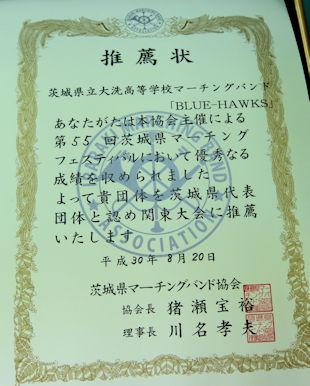 推薦状
茨城県立大洗高等学校マーチングバンド
「BLUE-HAWKS」
あなたがたは本協会主催による
第55回茨城県マーチング
フェスティバルにおいて優秀なる
成績を収められました
よって貴団体を茨城県代表
団体と認め関東大会に推薦
いたします
平成30年8月20日
茨城県マーチングバンド協会
協会長 猪瀬宝裕
理事長 川名孝夫